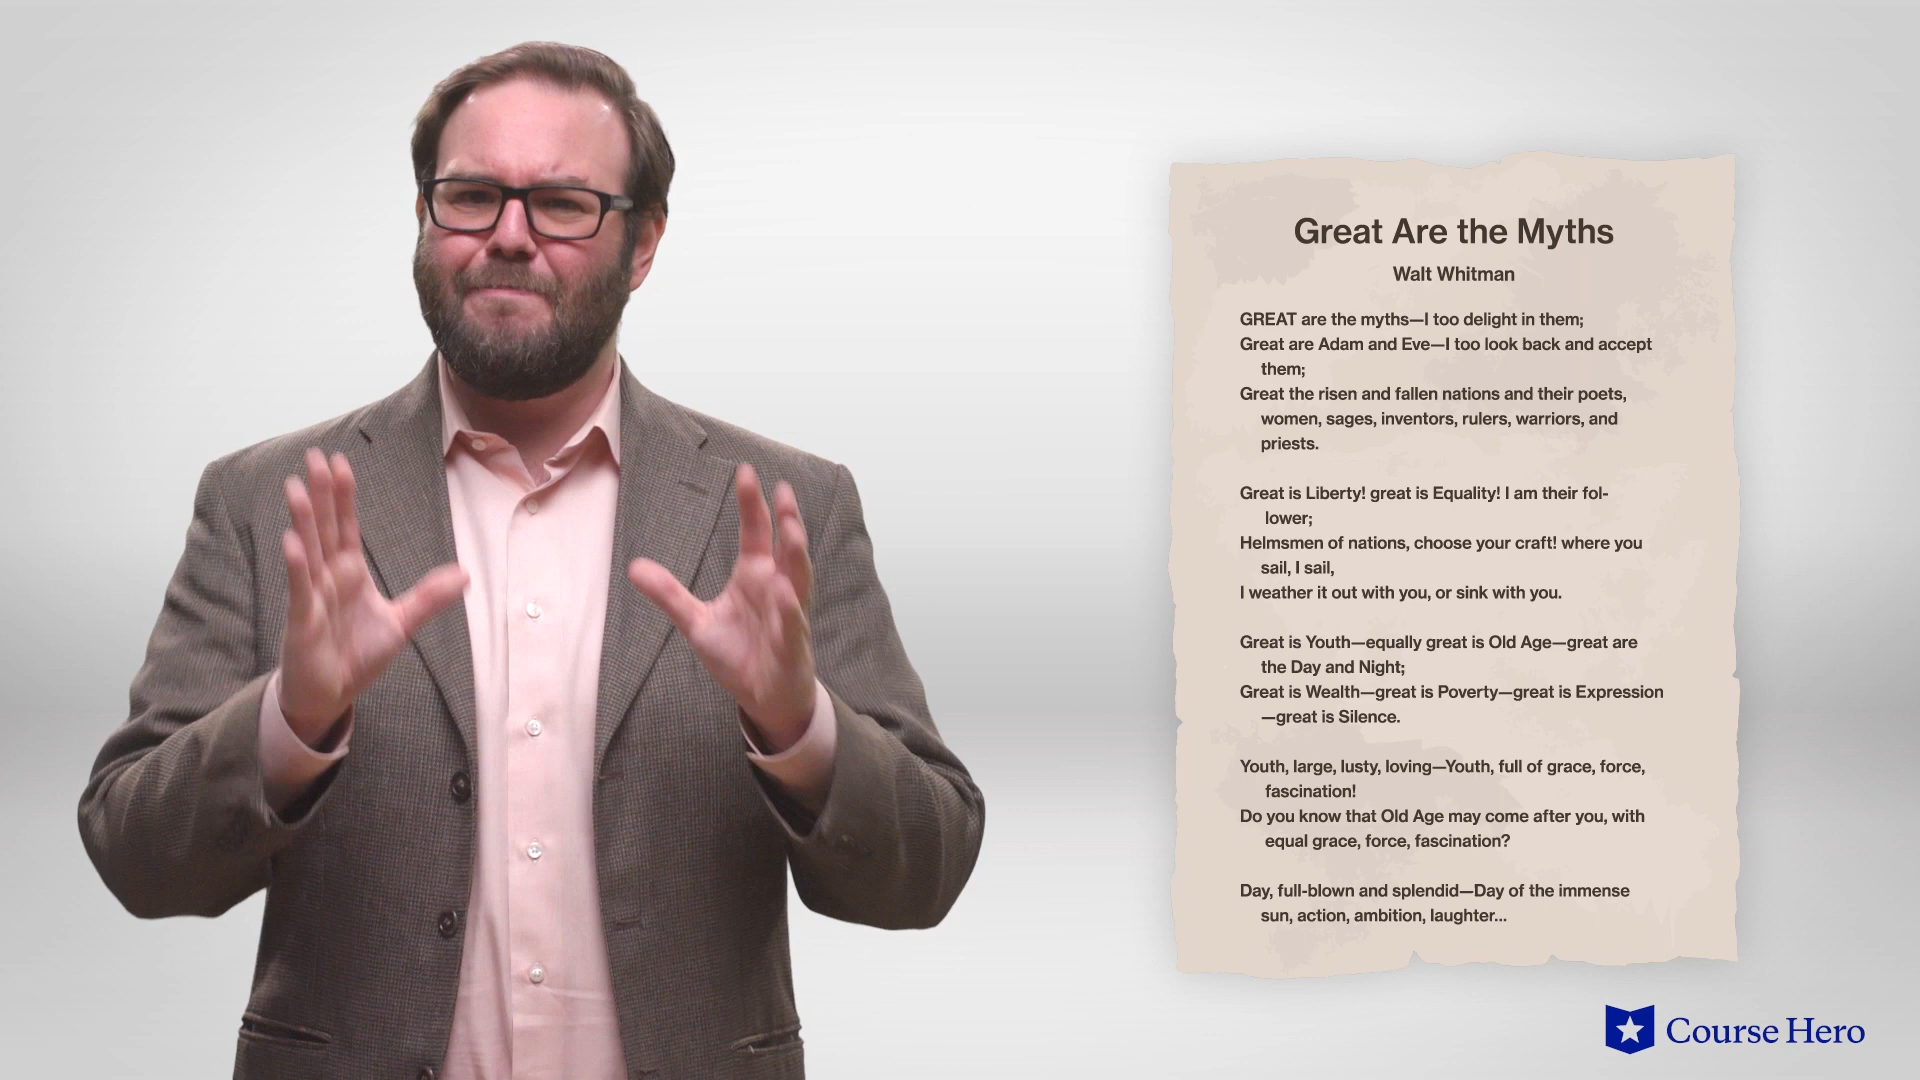 Great Are the Myths
Walt Whitman
GREAT are the myths—I too delight in them;
Great are Adam and Eve—I too look back and accept
them;
Great the risen and fallen nations and their poets,
women, sages, inventors, rulers, warriors, and
priests.
Great is Liberty! great is Equality! I am their fol-
lower;
Helmsmen of nations, choose your craft! where you
sail, I sail,
I weather it out with you, or sink with you.
Great is Youth—equally great is Old Age—great are
the Day and Night;
Great is Wealth—great is Poverty—great is Expression
—great is Silence.
Youth, large, lusty, loving—Youth, full of grace, force,
fascination!
Do you know that Old Age may come after you, with
equal grace, force, fascination?
Day, full-blown and splendid—Day of the immense
sun, action, ambition, laughter...
Course Hero